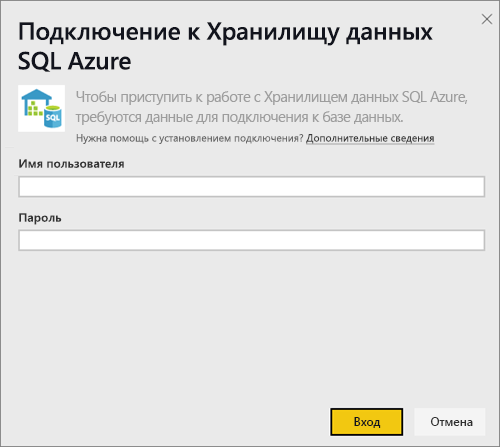 Подключение к Хранилищу данных
SQL Azure
Чтобы приступить к работе с Хранилищем данных SQL Azure,
требуются данные для подключения к базе данных.
SQL
Нужна помощь с установлением подключения? Дополнительные сведения
Имя пользователя
Пароль
Вход
Отмена